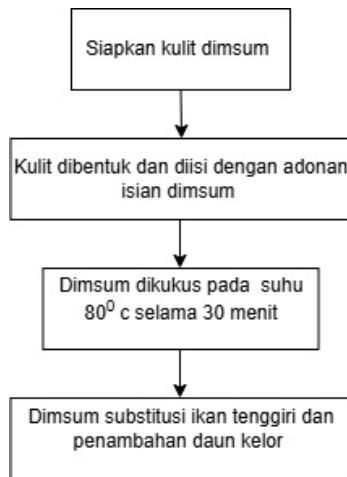 Siapkan kulit dimsum
Kulit dibentuk dan diisi dengan adonan
isian dimsum
Dimsum dikukus pada suhu
80⁰ c selama 30 menit
Dimsum substitusi ikan tenggiri dan
penambahan daun kelor